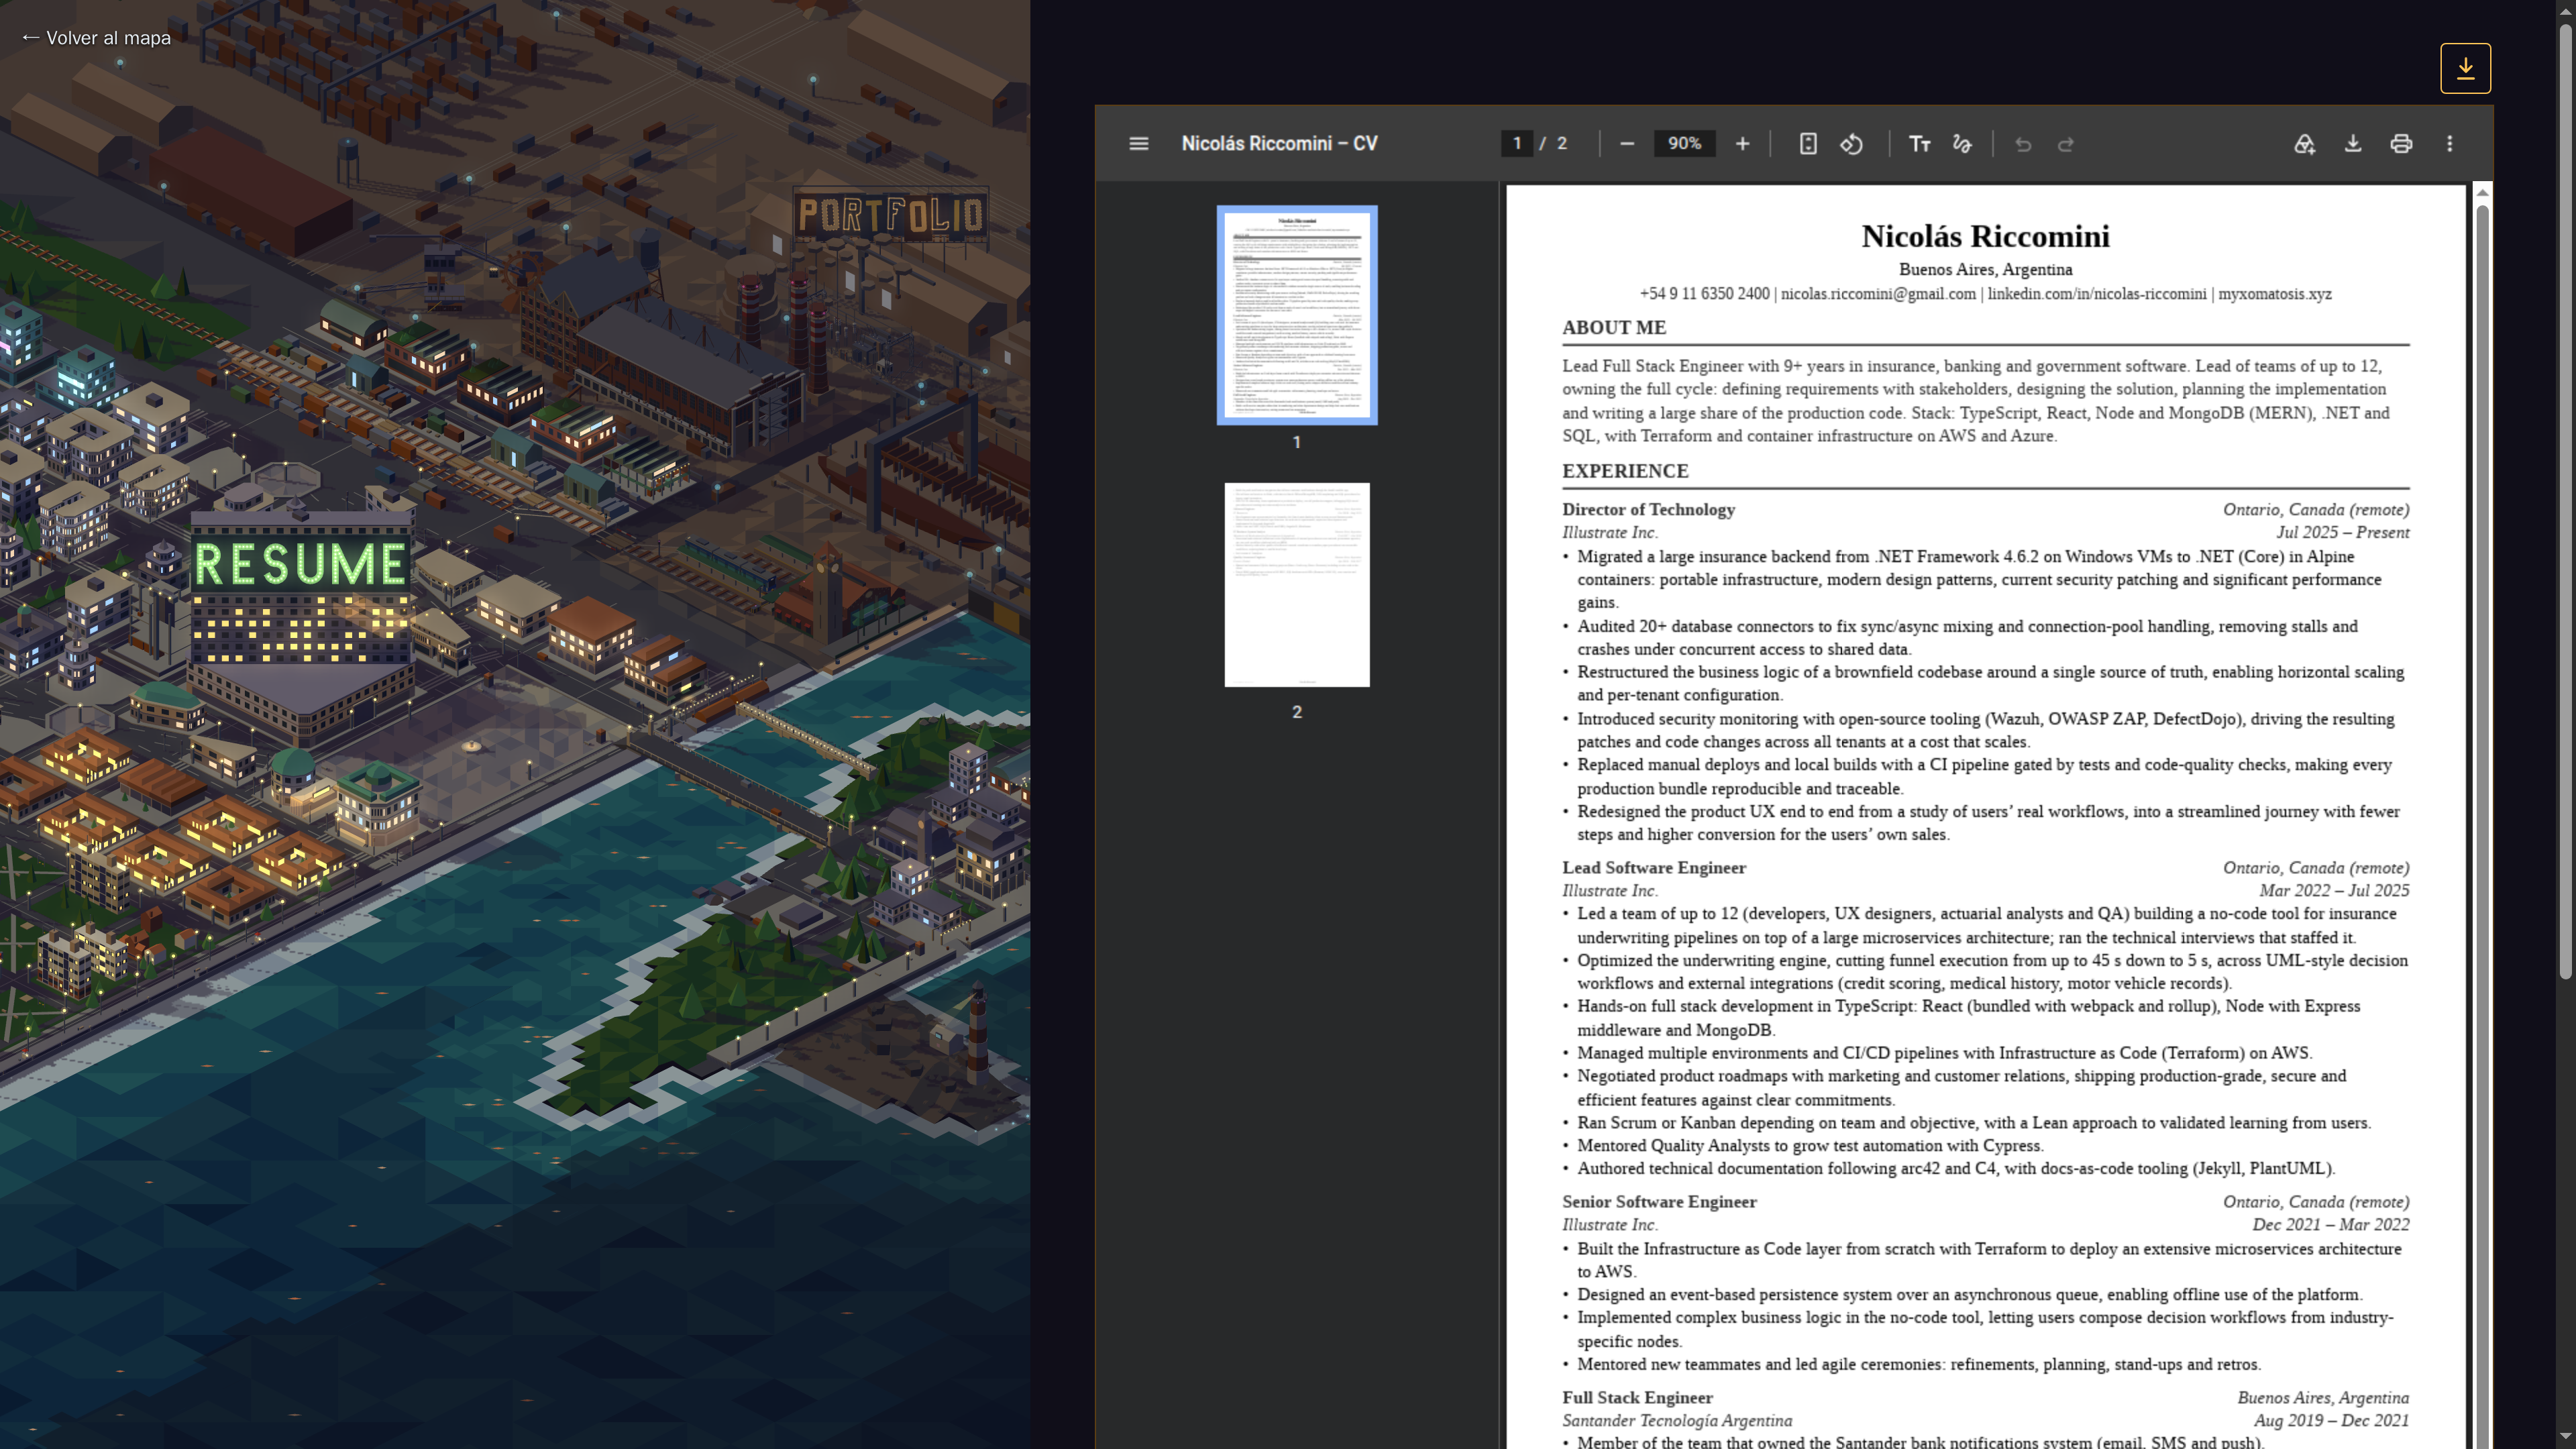 ← Volver al mapa
PORTFOLIO
RESUME
Nicolás Riccomini – CV
1 / 2
90%
1
2
Nicolás Riccomini
Buenos Aires, Argentina
+54 9 11 6350 2400 | nicolas.riccomini@gmail.com | linkedin.com/in/nicolas-riccomini | myxomatosis.xyz
ABOUT ME
Lead Full Stack Engineer with 9+ years in insurance, banking and government software. Lead of teams of up to 12,
owning the full cycle: defining requirements with stakeholders, designing the solution, planning the implementation
and writing a large share of the production code. Stack: TypeScript, React, Node and MongoDB (MERN), .NET and
SQL, with Terraform and container infrastructure on AWS and Azure.
EXPERIENCE
Director of Technology Ontario, Canada (remote)
Illustrate Inc. Jul 2025 – Present
• Migrated a large insurance backend from .NET Framework 4.6.2 on Windows VMs to .NET (Core) in Alpine
containers: portable infrastructure, modern design patterns, current security patching and significant performance
gains.
• Audited 20+ database connectors to fix sync/async mixing and connection-pool handling, removing stalls and
crashes under concurrent access to shared data.
• Restructured the business logic of a brownfield codebase around a single source of truth, enabling horizontal scaling
and per-tenant configuration.
• Introduced security monitoring with open-source tooling (Wazuh, OWASP ZAP, DefectDojo), driving the resulting
patches and code changes across all tenants at a cost that scales.
• Replaced manual deploys and local builds with a CI pipeline gated by tests and code-quality checks, making every
production bundle reproducible and traceable.
• Redesigned the product UX end to end from a study of users’ real workflows, into a streamlined journey with fewer
steps and higher conversion for the users’ own sales.
Lead Software Engineer Ontario, Canada (remote)
Illustrate Inc. Mar 2022 – Jul 2025
• Led a team of up to 12 (developers, UX designers, actuarial analysts and QA) building a no-code tool for insurance
underwriting pipelines on top of a large microservices architecture; ran the technical interviews that staffed it.
• Optimized the underwriting engine, cutting funnel execution from up to 45 s down to 5 s, across UML-style decision
workflows and external integrations (credit scoring, medical history, motor vehicle records).
• Hands-on full stack development in TypeScript: React (bundled with webpack and rollup), Node with Express
middleware and MongoDB.
• Managed multiple environments and CI/CD pipelines with Infrastructure as Code (Terraform) on AWS.
• Negotiated product roadmaps with marketing and customer relations, shipping production-grade, secure and
efficient features against clear commitments.
• Ran Scrum or Kanban depending on team and objective, with a Lean approach to validated learning from users.
• Mentored Quality Analysts to grow test automation with Cypress.
• Authored technical documentation following arc42 and C4, with docs-as-code tooling (Jekyll, PlantUML).
Senior Software Engineer Ontario, Canada (remote)
Illustrate Inc. Dec 2021 – Mar 2022
• Built the Infrastructure as Code layer from scratch with Terraform to deploy an extensive microservices architecture
to AWS.
• Designed an event-based persistence system over an asynchronous queue, enabling offline use of the platform.
• Implemented complex business logic in the no-code tool, letting users compose decision workflows from industry-
specific nodes.
• Mentored new teammates and led agile ceremonies: refinements, planning, stand-ups and retros.
Full Stack Engineer Buenos Aires, Argentina
Santander Tecnología Argentina Aug 2019 – Dec 2021
• Member of the team that owned the Santander bank notifications system (email, SMS and push).